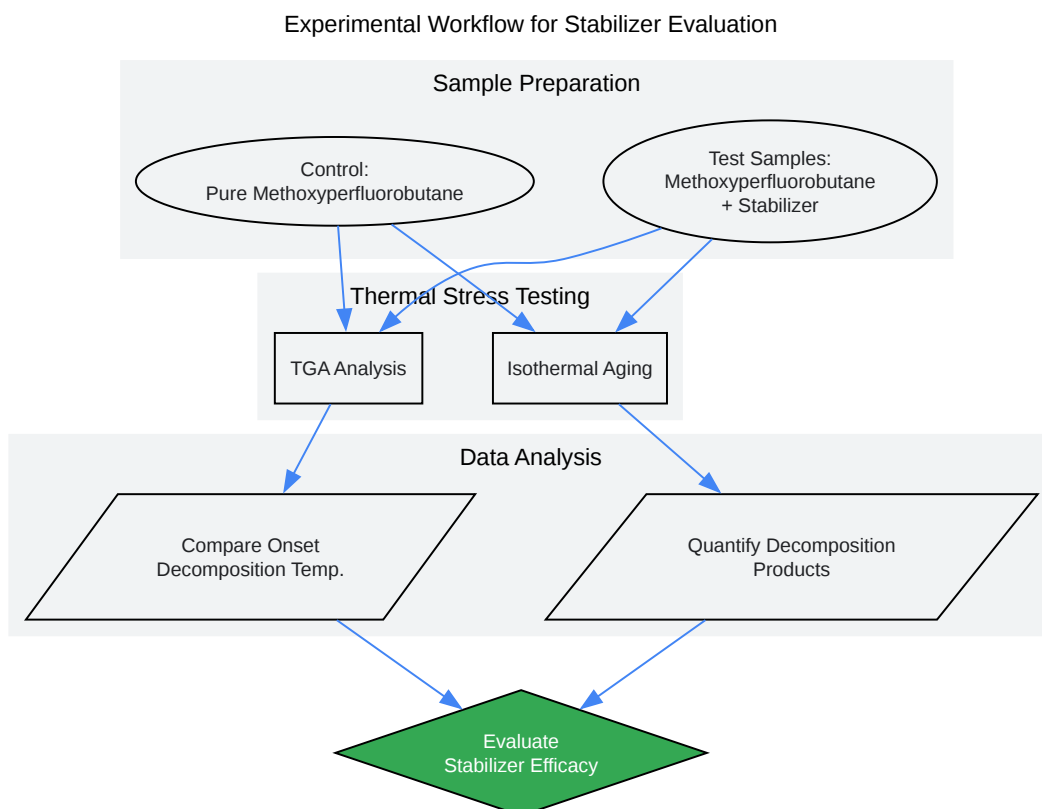 Experimental Workflow for Stabilizer Evaluation
Sample Preparation
Control:
Pure Methoxyperfluorobutane
Test Samples:
Methoxyperfluorobutane
+ Stabilizer
Thermal Stress Testing
TGA Analysis
Isothermal Aging
Data Analysis
Compare Onset
Decomposition Temp.
Quantify Decomposition
Products
Evaluate
Stabilizer Efficacy